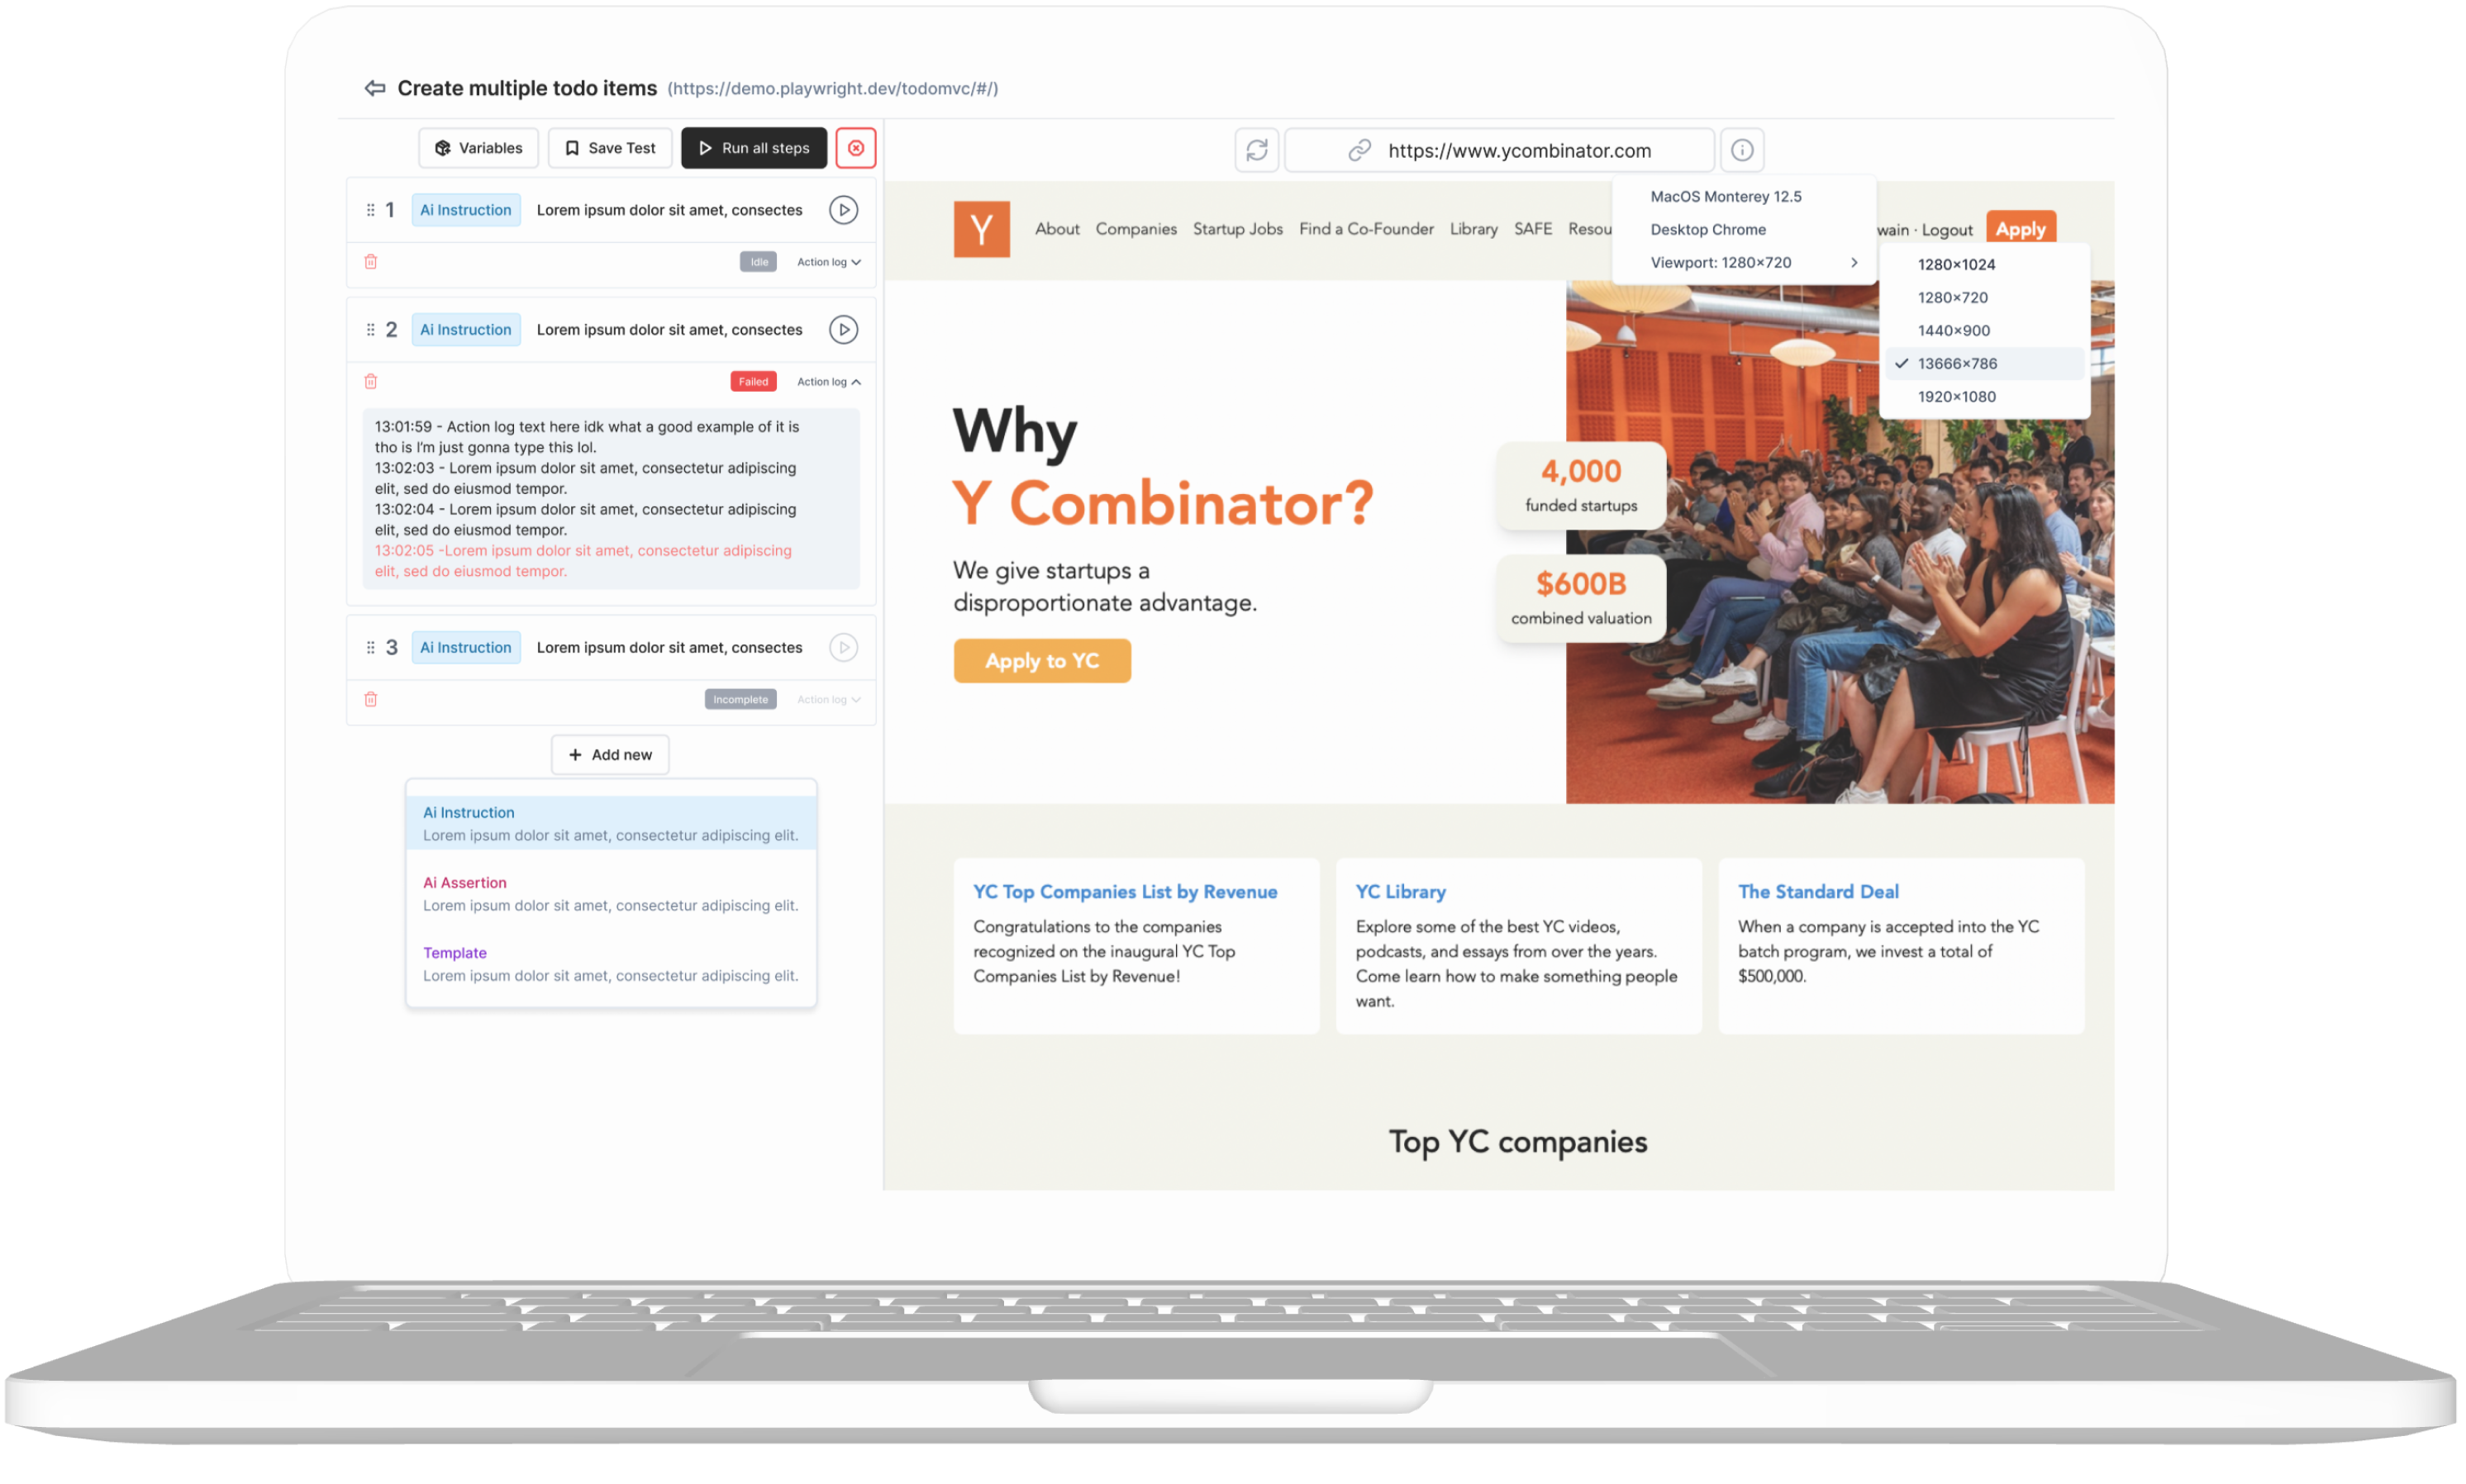 Create multiple todo items (https://demo.playwright.dev/todomvc/#/)
Variables
Save Test
Run all steps
1 Ai Instruction Lorem ipsum dolor sit amet, consectes
Idle Action log
2 Ai Instruction Lorem ipsum dolor sit amet, consectes
Failed Action log
13:01:59 - Action log text here idk what a good example of it is
tho is I'm just gonna type this lol.
13:02:03 - Lorem ipsum dolor sit amet, consectetur adipiscing
elit, sed do eiusmod tempor.
13:02:04 - Lorem ipsum dolor sit amet, consectetur adipiscing
elit, sed do eiusmod tempor.
13:02:05 -Lorem ipsum dolor sit amet, consectetur adipiscing
elit, sed do eiusmod tempor.
3 Ai Instruction Lorem ipsum dolor sit amet, consectes
Incomplete Action log
+ Add new
Ai Instruction
Lorem ipsum dolor sit amet, consectetur adipiscing elit.
Ai Assertion
Lorem ipsum dolor sit amet, consectetur adipiscing elit.
Template
Lorem ipsum dolor sit amet, consectetur adipiscing elit.
https://www.ycombinator.com
MacOS Monterey 12.5
Desktop Chrome
Viewport: 1280×720
1280×1024
1280×720
1440×900
13666×786
1920×1080
Y About Companies Startup Jobs Find a Co-Founder Library SAFE Resou
wain · Logout Apply
Why
Y Combinator?
We give startups a
disproportionate advantage.
Apply to YC
4,000
funded startups
$600B
combined valuation
YC Top Companies List by Revenue
Congratulations to the companies
recognized on the inaugural YC Top
Companies List by Revenue!
YC Library
Explore some of the best YC videos,
podcasts, and essays from over the years.
Come learn how to make something people
want.
The Standard Deal
When a company is accepted into the YC
batch program, we invest a total of
$500,000.
Top YC companies